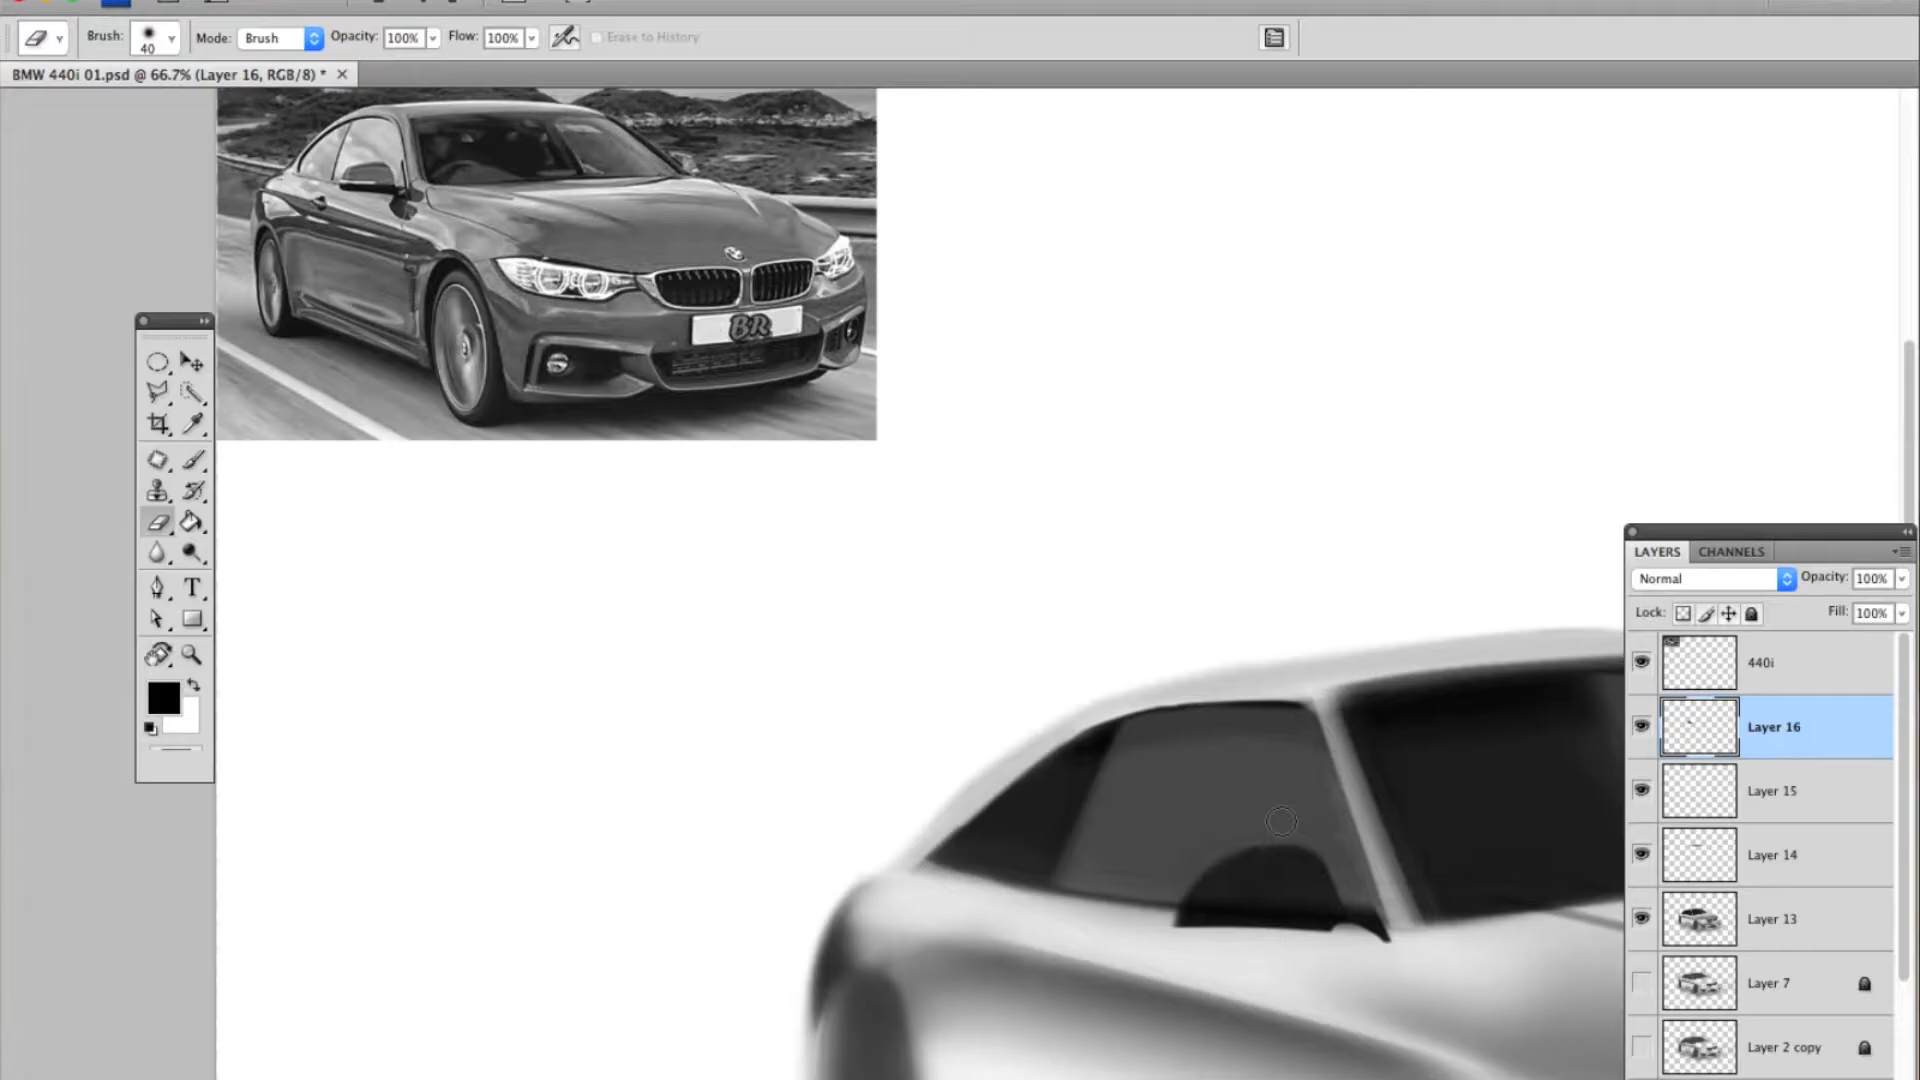 Brush: 40 Mode: Brush Opacity: 100% Flow: 100% Erase to History
BMW 440i 01.psd @ 66.7% (Layer 16, RGB/8) *
BR
LAYERS CHANNELS
Normal Opacity: 100%
Lock: Fill: 100%
440i
Layer 16
Layer 15
Layer 14
Layer 13
Layer 7
Layer 2 copy